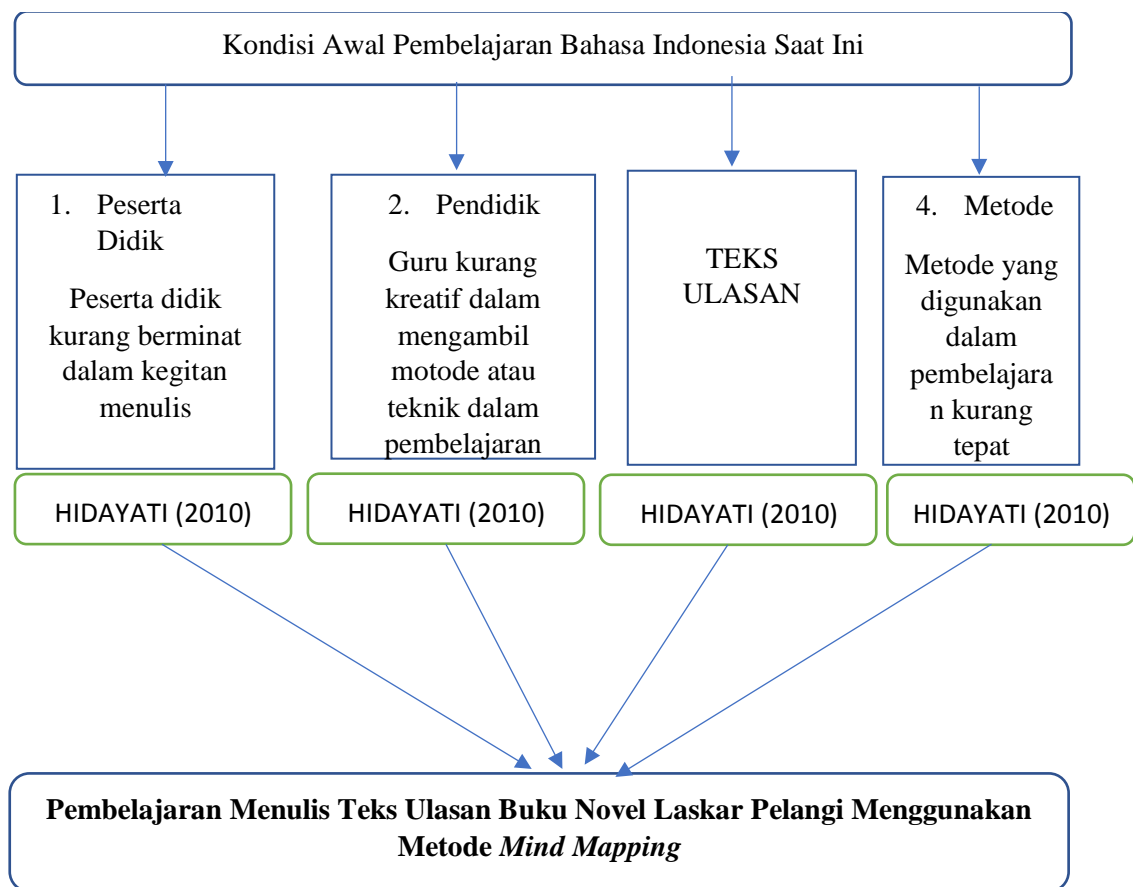 Kondisi Awal Pembelajaran Bahasa Indonesia Saat Ini
1. Peserta
Didik
Peserta didik
kurang berminat
dalam kegitan
menulis
2. Pendidik
Guru kurang
kreatif dalam
mengambil
motode atau
teknik dalam
pembelajaran
TEKS
ULASAN
4. Metode
Metode yang
digunakan
dalam
pembelajara
n kurang
tepat
HIDAYATI (2010)
HIDAYATI (2010)
HIDAYATI (2010)
HIDAYATI (2010)
Pembelajaran Menulis Teks Ulasan Buku Novel Laskar Pelangi Menggunakan
Metode Mind Mapping